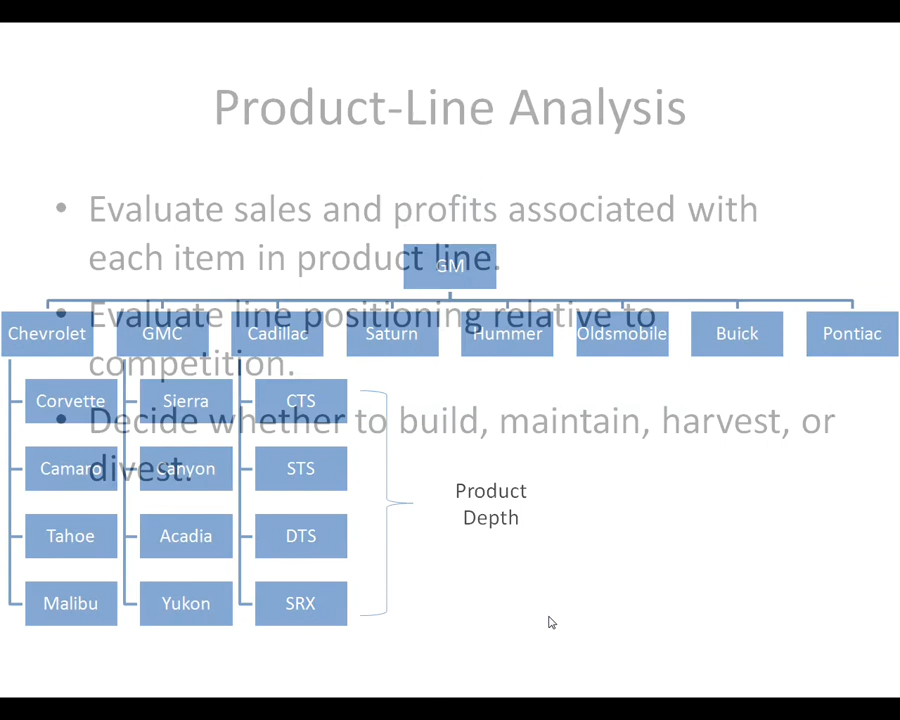 Product-Line Analysis
• Evaluate sales and profits associated with
each item in product line.
• Evaluate line positioning relative to
competition.
• Decide whether to build, maintain, harvest, or
divest.
GM
Chevrolet GMC Cadillac Saturn Hummer Oldsmobile Buick Pontiac
Corvette Sierra CTS
Camaro Canyon STS
Tahoe Acadia DTS
Malibu Yukon SRX
Product
Depth